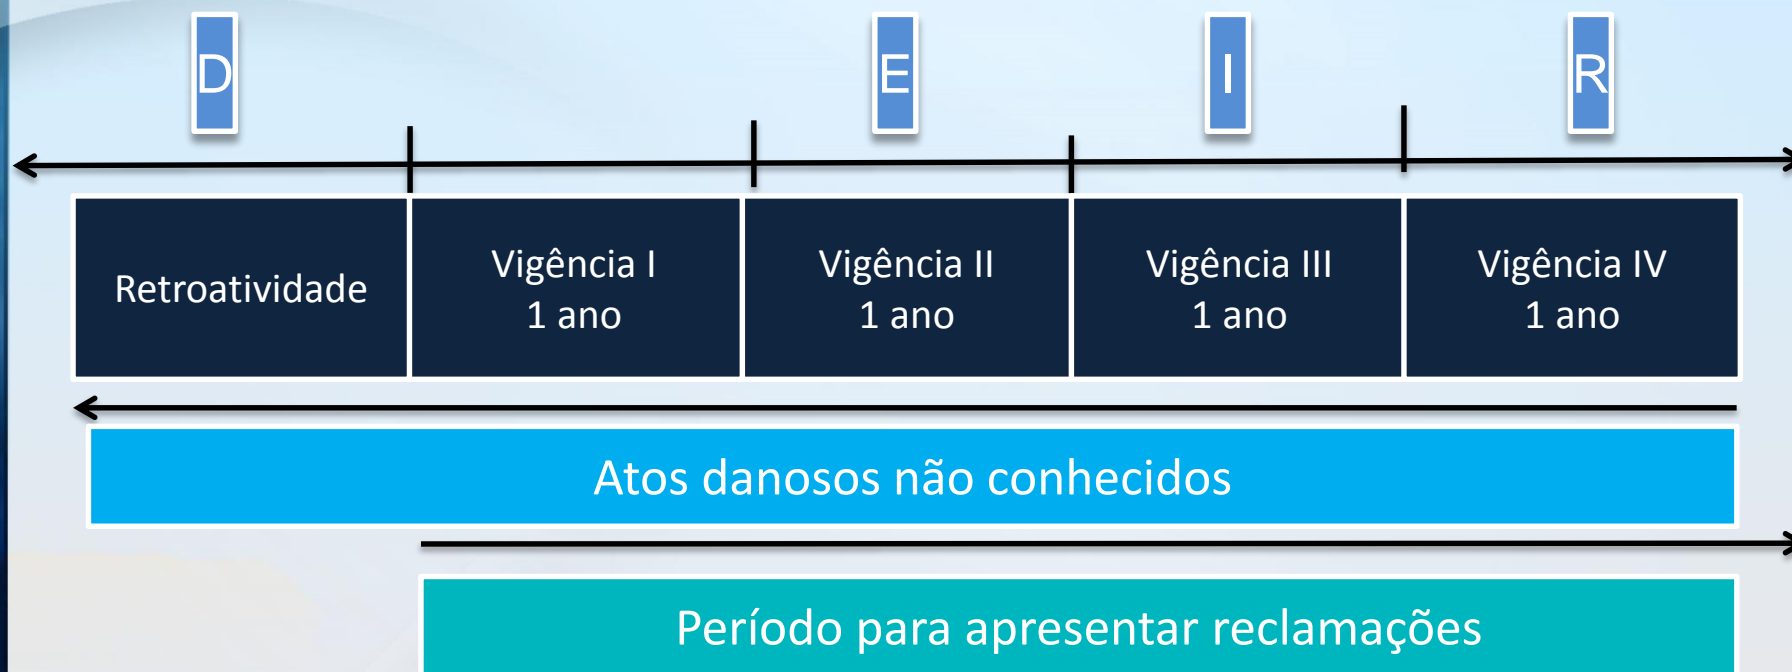 D
E
I
R
Retroatividade
Vigência I
1 ano
Vigência II
1 ano
Vigência III
1 ano
Vigência IV
1 ano
Atos danosos não conhecidos
Período para apresentar reclamações